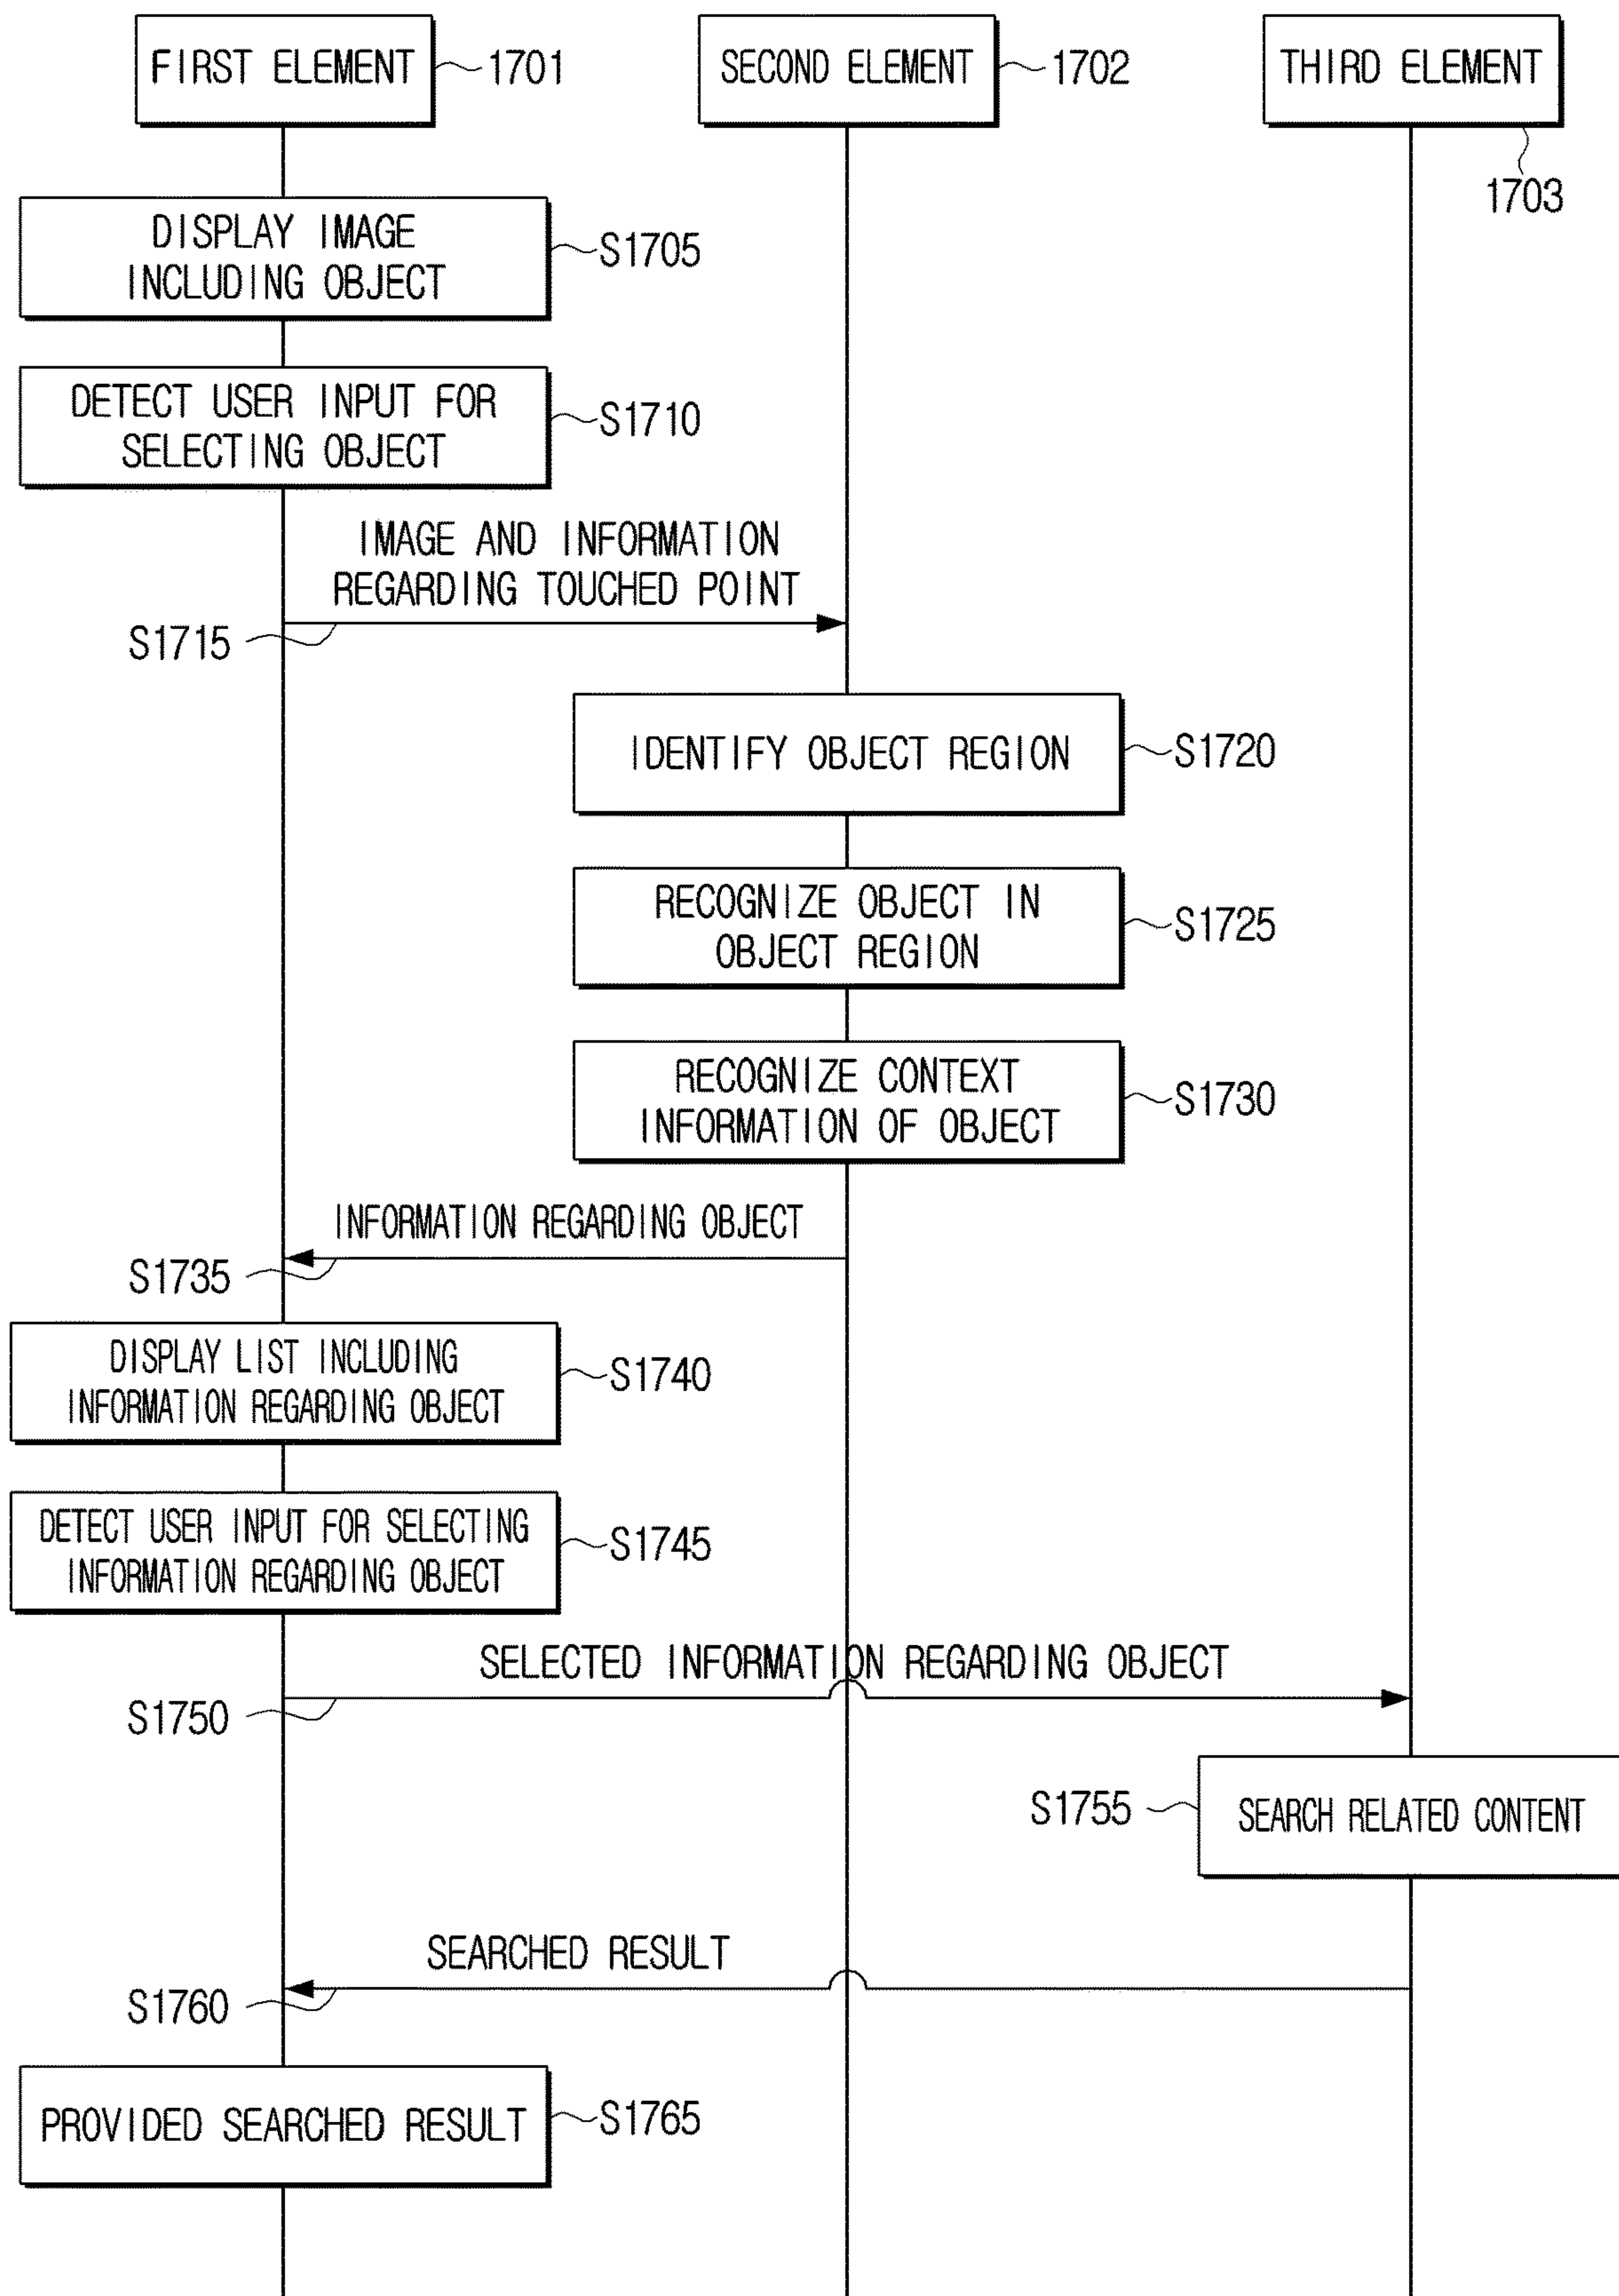 FIRST ELEMENT
1701
SECOND ELEMENT
1702
THIRD ELEMENT
1703
DISPLAY IMAGE
INCLUDING OBJECT
S1705
DETECT USER INPUT FOR
SELECTING OBJECT
S1710
IMAGE AND INFORMATION
REGARDING TOUCHED POINT
S1715
IDENTIFY OBJECT REGION
S1720
RECOGNIZE OBJECT IN
OBJECT REGION
S1725
RECOGNIZE CONTEXT
INFORMATION OF OBJECT
S1730
INFORMATION REGARDING OBJECT
S1735
DISPLAY LIST INCLUDING
INFORMATION REGARDING OBJECT
S1740
DETECT USER INPUT FOR SELECTING
INFORMATION REGARDING OBJECT
S1745
SELECTED INFORMATION REGARDING OBJECT
S1750
S1755
SEARCH RELATED CONTENT
SEARCHED RESULT
S1760
PROVIDED SEARCHED RESULT
S1765